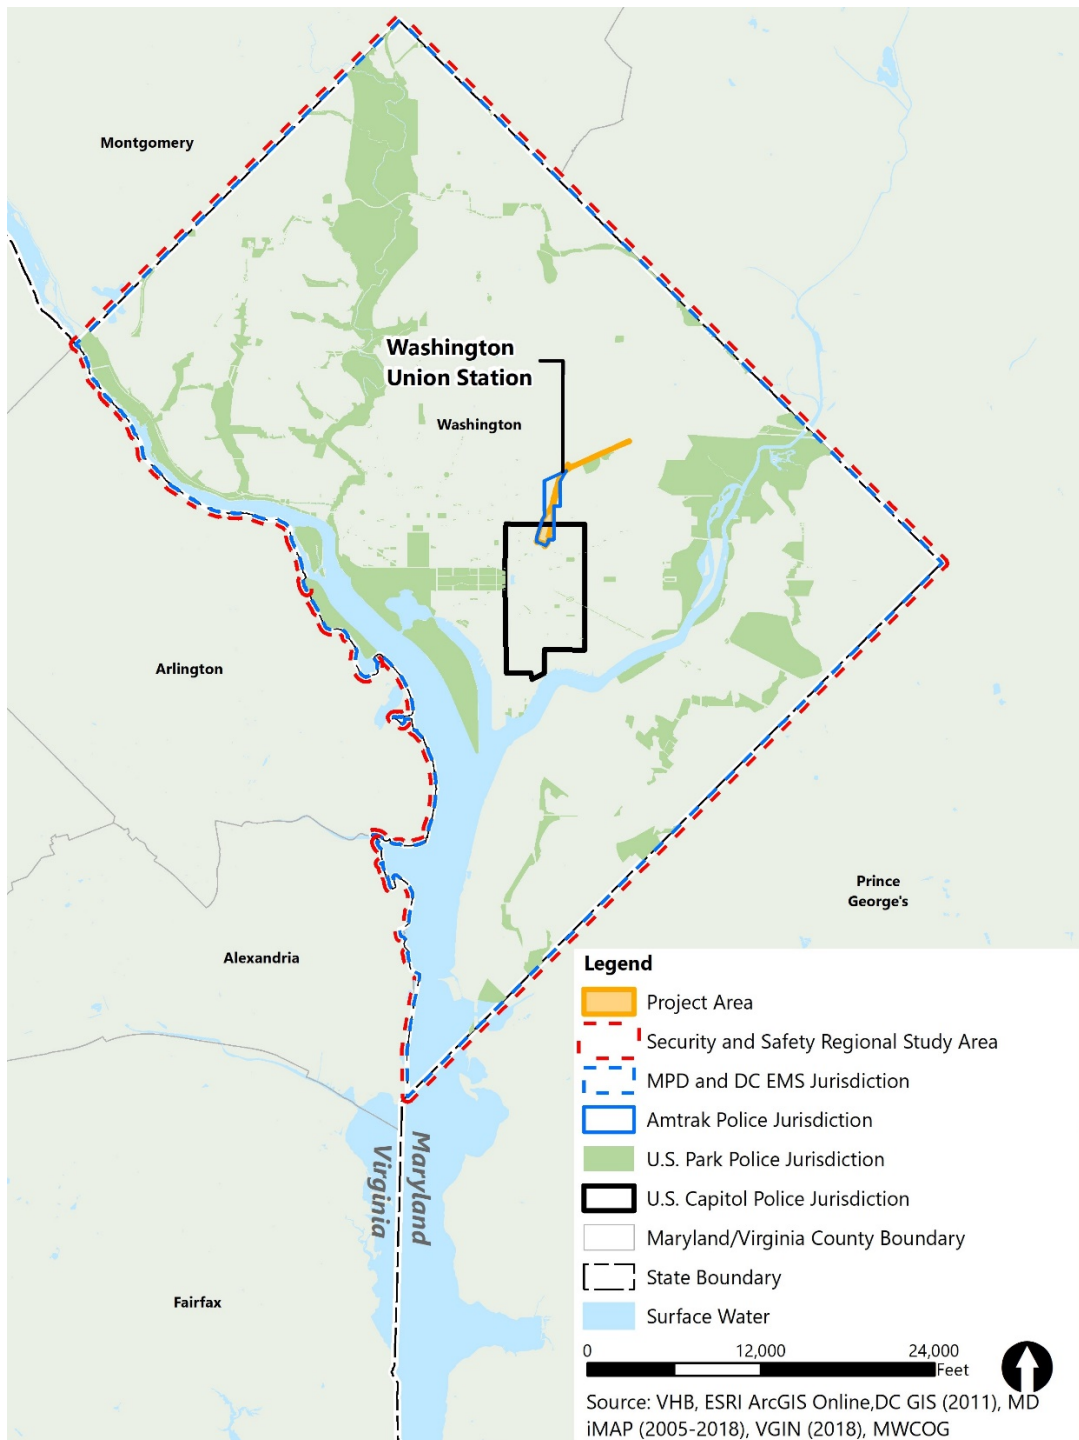 Montgomery
Washington
Union Station
Washington
Arlington
Prince
George's
Alexandria
Maryland
Virginia
Fairfax
Legend
Project Area
Security and Safety Regional Study Area
MPD and DC EMS Jurisdiction
Amtrak Police Jurisdiction
U.S. Park Police Jurisdiction
U.S. Capitol Police Jurisdiction
Maryland/Virginia County Boundary
State Boundary
Surface Water
0 12,000 24,000
Feet
Source: VHB, ESRI ArcGIS Online,DC GIS (2011), MD
iMAP (2005-2018), VGIN (2018), MWCOG